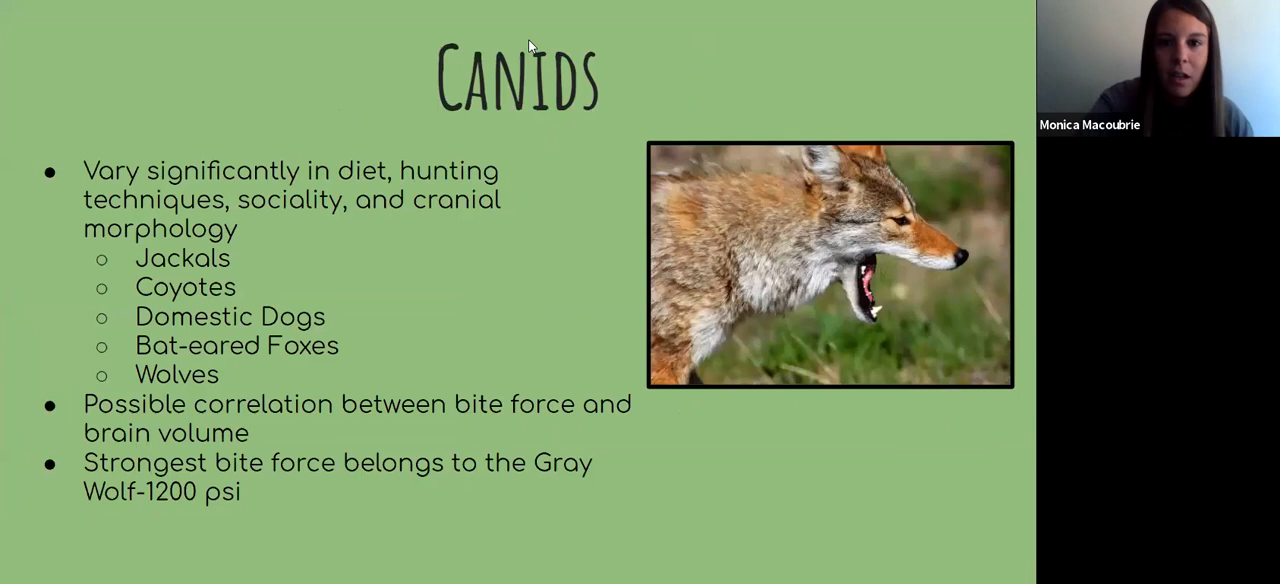 Canids
● Vary significantly in diet, hunting
techniques, sociality, and cranial
morphology
○ Jackals
○ Coyotes
○ Domestic Dogs
○ Bat-eared Foxes
○ Wolves
● Possible correlation between bite force and
brain volume
● Strongest bite force belongs to the Gray
Wolf-1200 psi
Monica Macoubrie